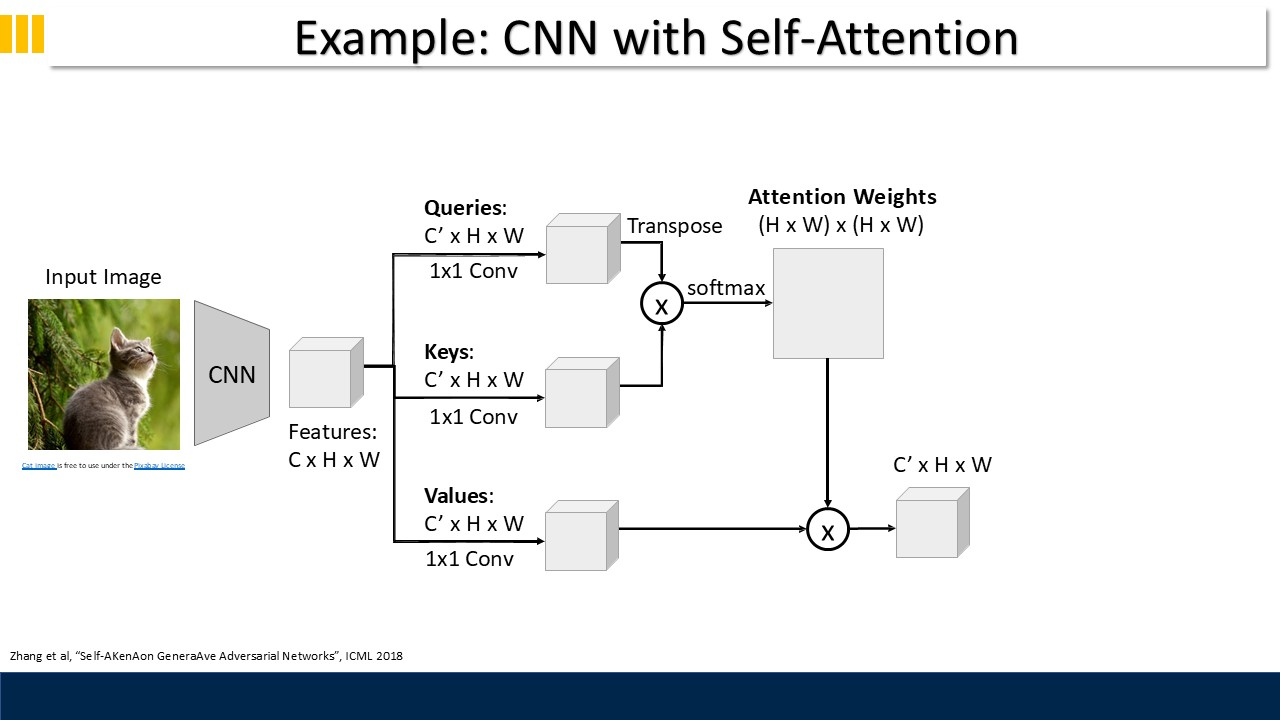 Example: CNN with Self-Attention
Input Image
CNN
Cat image is free to use under the Pixabay License
Features:
C x H x W
Queries:
C’ x H x W
1x1 Conv
Keys:
C’ x H x W
1x1 Conv
Values:
C’ x H x W
1x1 Conv
Transpose
x
softmax
Attention Weights
(H x W) x (H x W)
x
C’ x H x W
Zhang et al, “Self-AKenAon GeneraAve Adversarial Networks”, ICML 2018